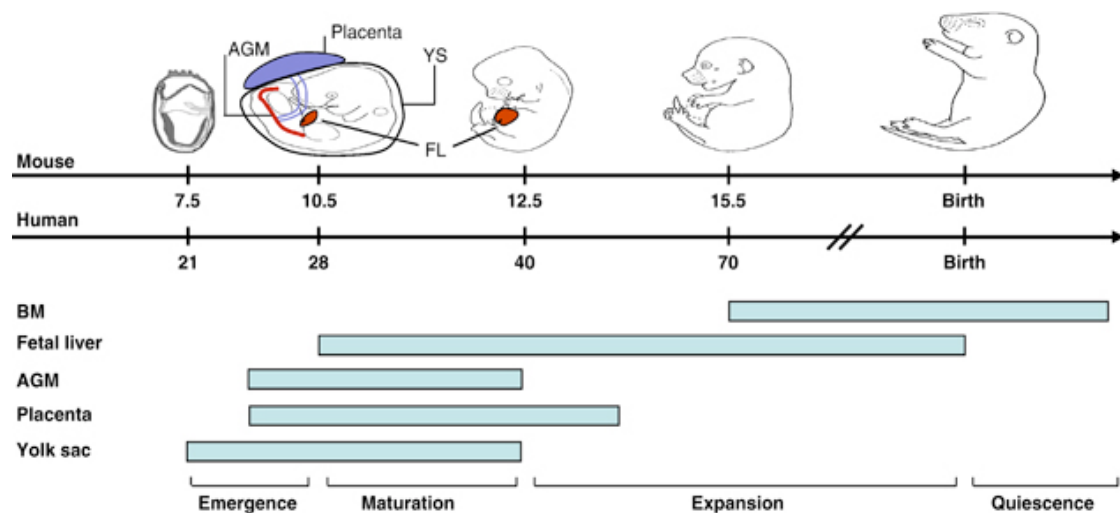 Placenta
AGM
YS
FL
Mouse
7.5 10.5 12.5 15.5 Birth
Human
21 28 40 70 Birth
BM
Fetal liver
AGM
Placenta
Yolk sac
Emergence Maturation Expansion Quiescence